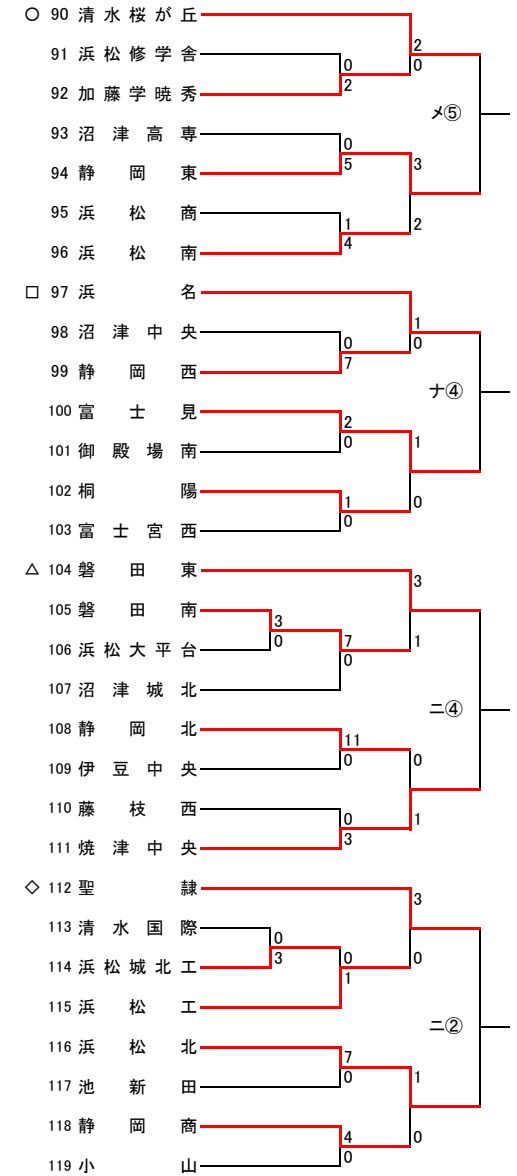 ○ 90 清水桜が丘
2
91 浜松修学舎
0
0
2
92 加藤学暁秀
メ⑤
93 沼津高専
0
5
3
94 静岡東
95 浜松商
1
2
4
96 浜松南
□ 97 浜名
1
98 沼津中央
0
0
7
99 静岡西
ナ④
100 富士見
2
0
1
101 御殿場南
102 桐陽
1
0
0
103 富士宮西
△ 104 磐田東
3
105 磐田南
3
0
7
1
106 浜松大平台
0
107 沼津城北
ニ④
108 静岡北
11
0
0
109 伊豆中央
110 藤枝西
0
1
3
111 焼津中央
◇ 112 聖隷
3
113 清水国際
0
3
0
0
114 浜松城北工
1
115 浜松工
ニ②
116 浜松北
7
0
1
117 池新田
118 静岡商
4
0
0
119 小山